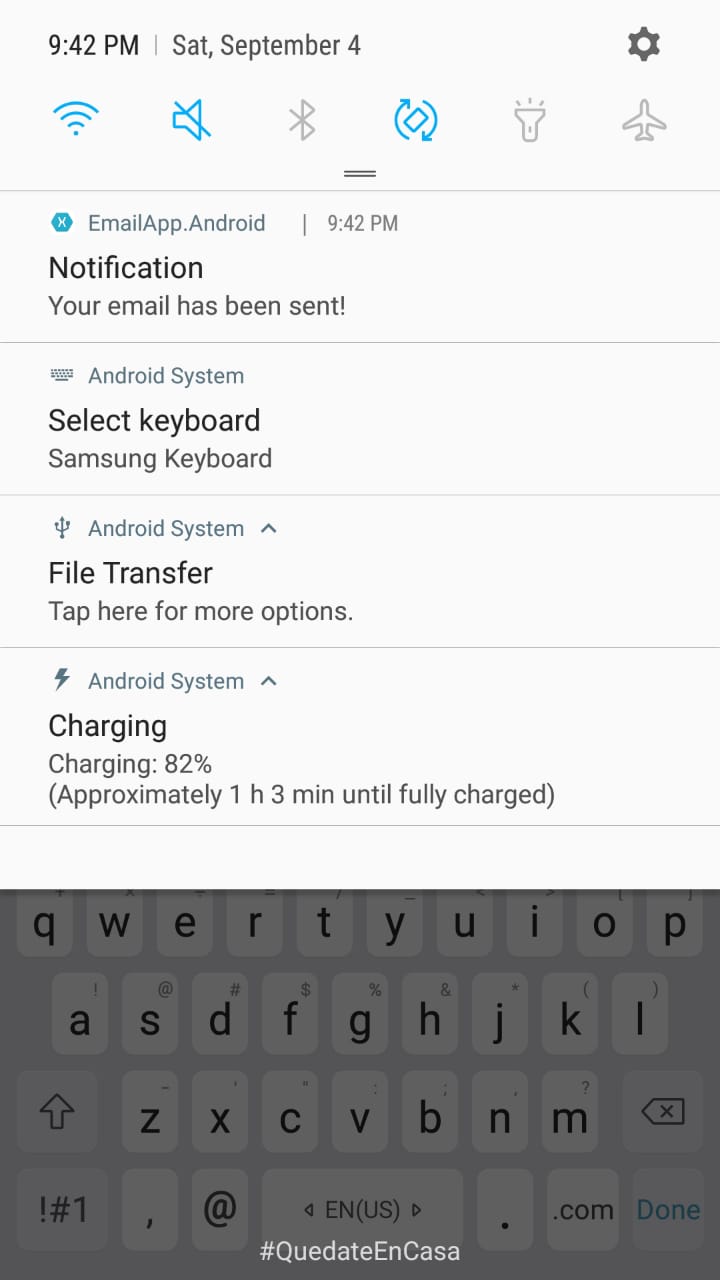 9:42 PM | Sat, September 4
EmailApp.Android | 9:42 PM
Notification
Your email has been sent!
Android System
Select keyboard
Samsung Keyboard
Android System
File Transfer
Tap here for more options.
Android System
Charging
Charging: 82%
(Approximately 1 h 3 min until fully charged)
q w e r t y u i o p
! @ # $ % & * ( )
a s d f g h j k l
- ' " : ; , ?
z x c v b n m
!#1 , @ EN(US) . .com Done
#QuedateEnCasa